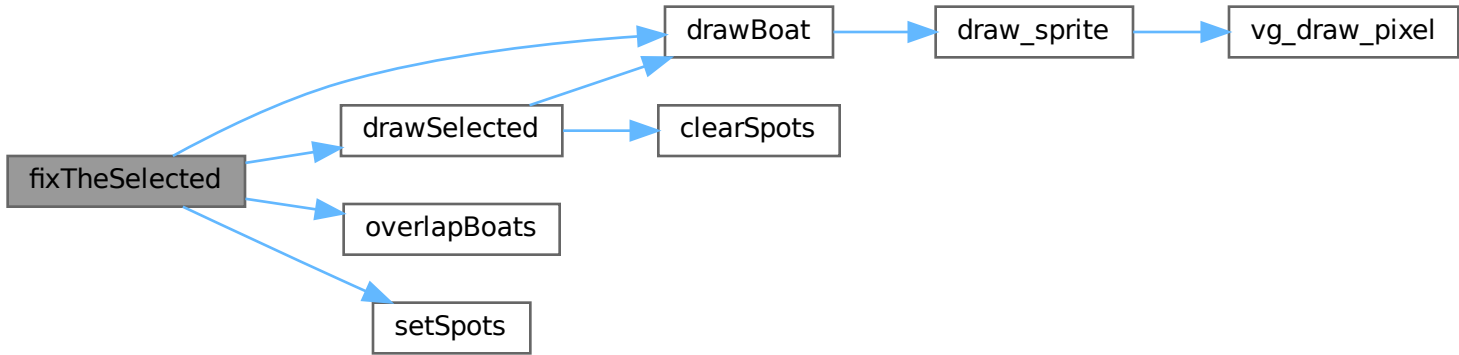 drawBoat
draw_sprite
vg_draw_pixel
drawSelected
clearSpots
fixTheSelected
overlapBoats
setSpots